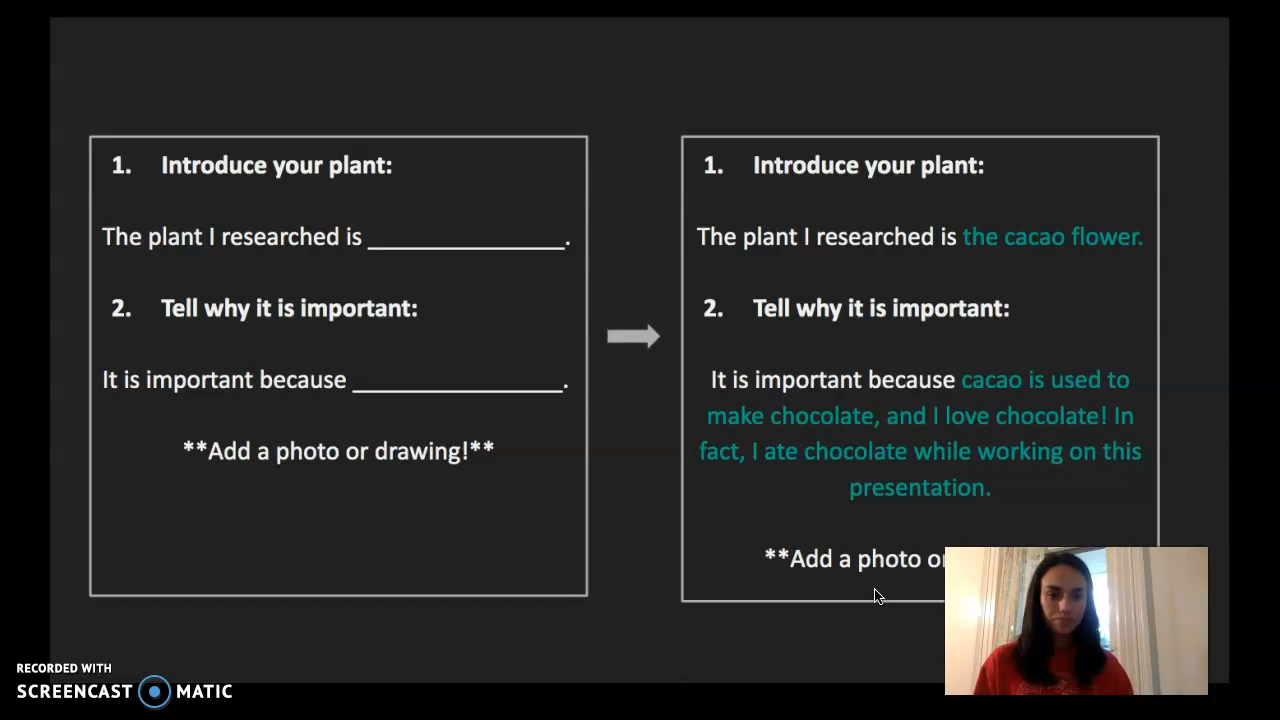 1. Introduce your plant:
The plant I researched is _______________.
2. Tell why it is important:
It is important because ________________.
**Add a photo or drawing!**
1. Introduce your plant:
The plant I researched is the cacao flower.
2. Tell why it is important:
It is important because cacao is used to
make chocolate, and I love chocolate! In
fact, I ate chocolate while working on this
presentation.
**Add a photo or
RECORDED WITH
SCREENCAST MATIC